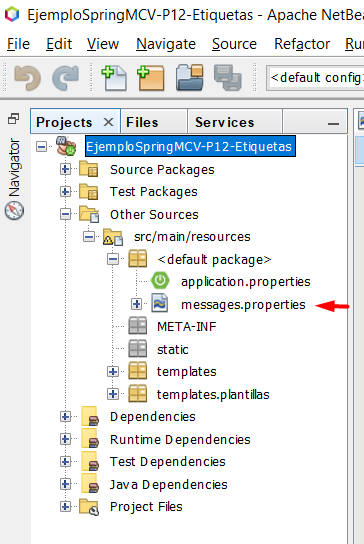 EjemploSpringMCV-P12-Etiquetas - Apache NetBe
File Edit View Navigate Source Refactor Ru
<default config
Projects × Files Services
Navigator
EjemploSpringMCV-P12-Etiquetas
Source Packages
Test Packages
Other Sources
src/main/resources
<default package>
application.properties
messages.properties
META-INF
static
templates
templates.plantillas
Dependencies
Runtime Dependencies
Test Dependencies
Java Dependencies
Project Files